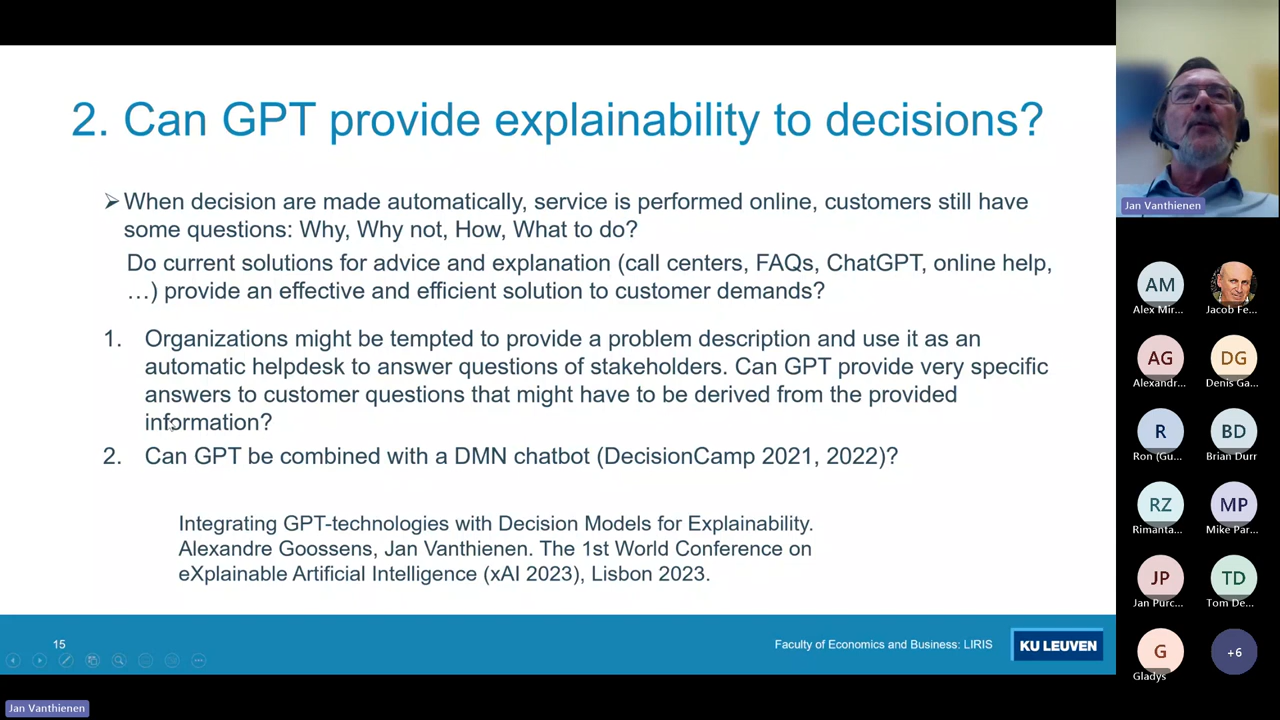 2. Can GPT provide explainability to decisions?
➢When decision are made automatically, service is performed online, customers still have
some questions: Why, Why not, How, What to do?
Do current solutions for advice and explanation (call centers, FAQs, ChatGPT, online help,
…) provide an effective and efficient solution to customer demands?
1. Organizations might be tempted to provide a problem description and use it as an
automatic helpdesk to answer questions of stakeholders. Can GPT provide very specific
answers to customer questions that might have to be derived from the provided
information?
2. Can GPT be combined with a DMN chatbot (DecisionCamp 2021, 2022)?
Integrating GPT-technologies with Decision Models for Explainability.
Alexandre Goossens, Jan Vanthienen. The 1st World Conference on
eXplainable Artificial Intelligence (xAI 2023), Lisbon 2023.
15
Faculty of Economics and Business: LIRIS
KU LEUVEN
Jan Vanthienen
Jan Vanthienen
AM
Alex Mir...
Jacob Fe...
AG
DG
Alexandr...
Denis Ga...
R
BD
Ron (Gu...
Brian Durr
RZ
MP
Rimanta...
Mike Par...
JP
TD
Jan Purc...
Tom De...
G
+6
Gladys